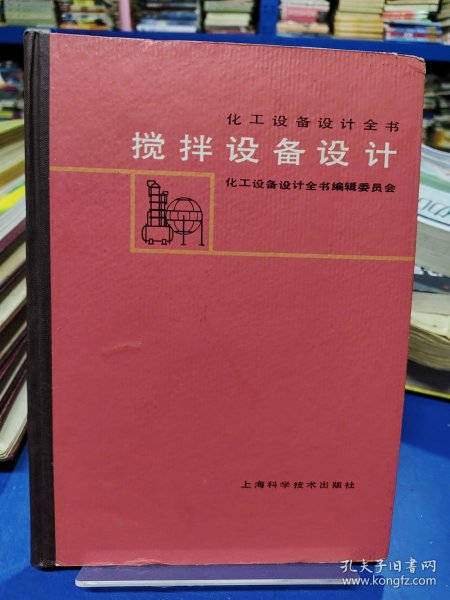 化工设备设计全书
搅拌设备设计
化工设备设计全书编辑委员会
上海科学技术出版社
孔夫子旧书网
www.kongfz.com